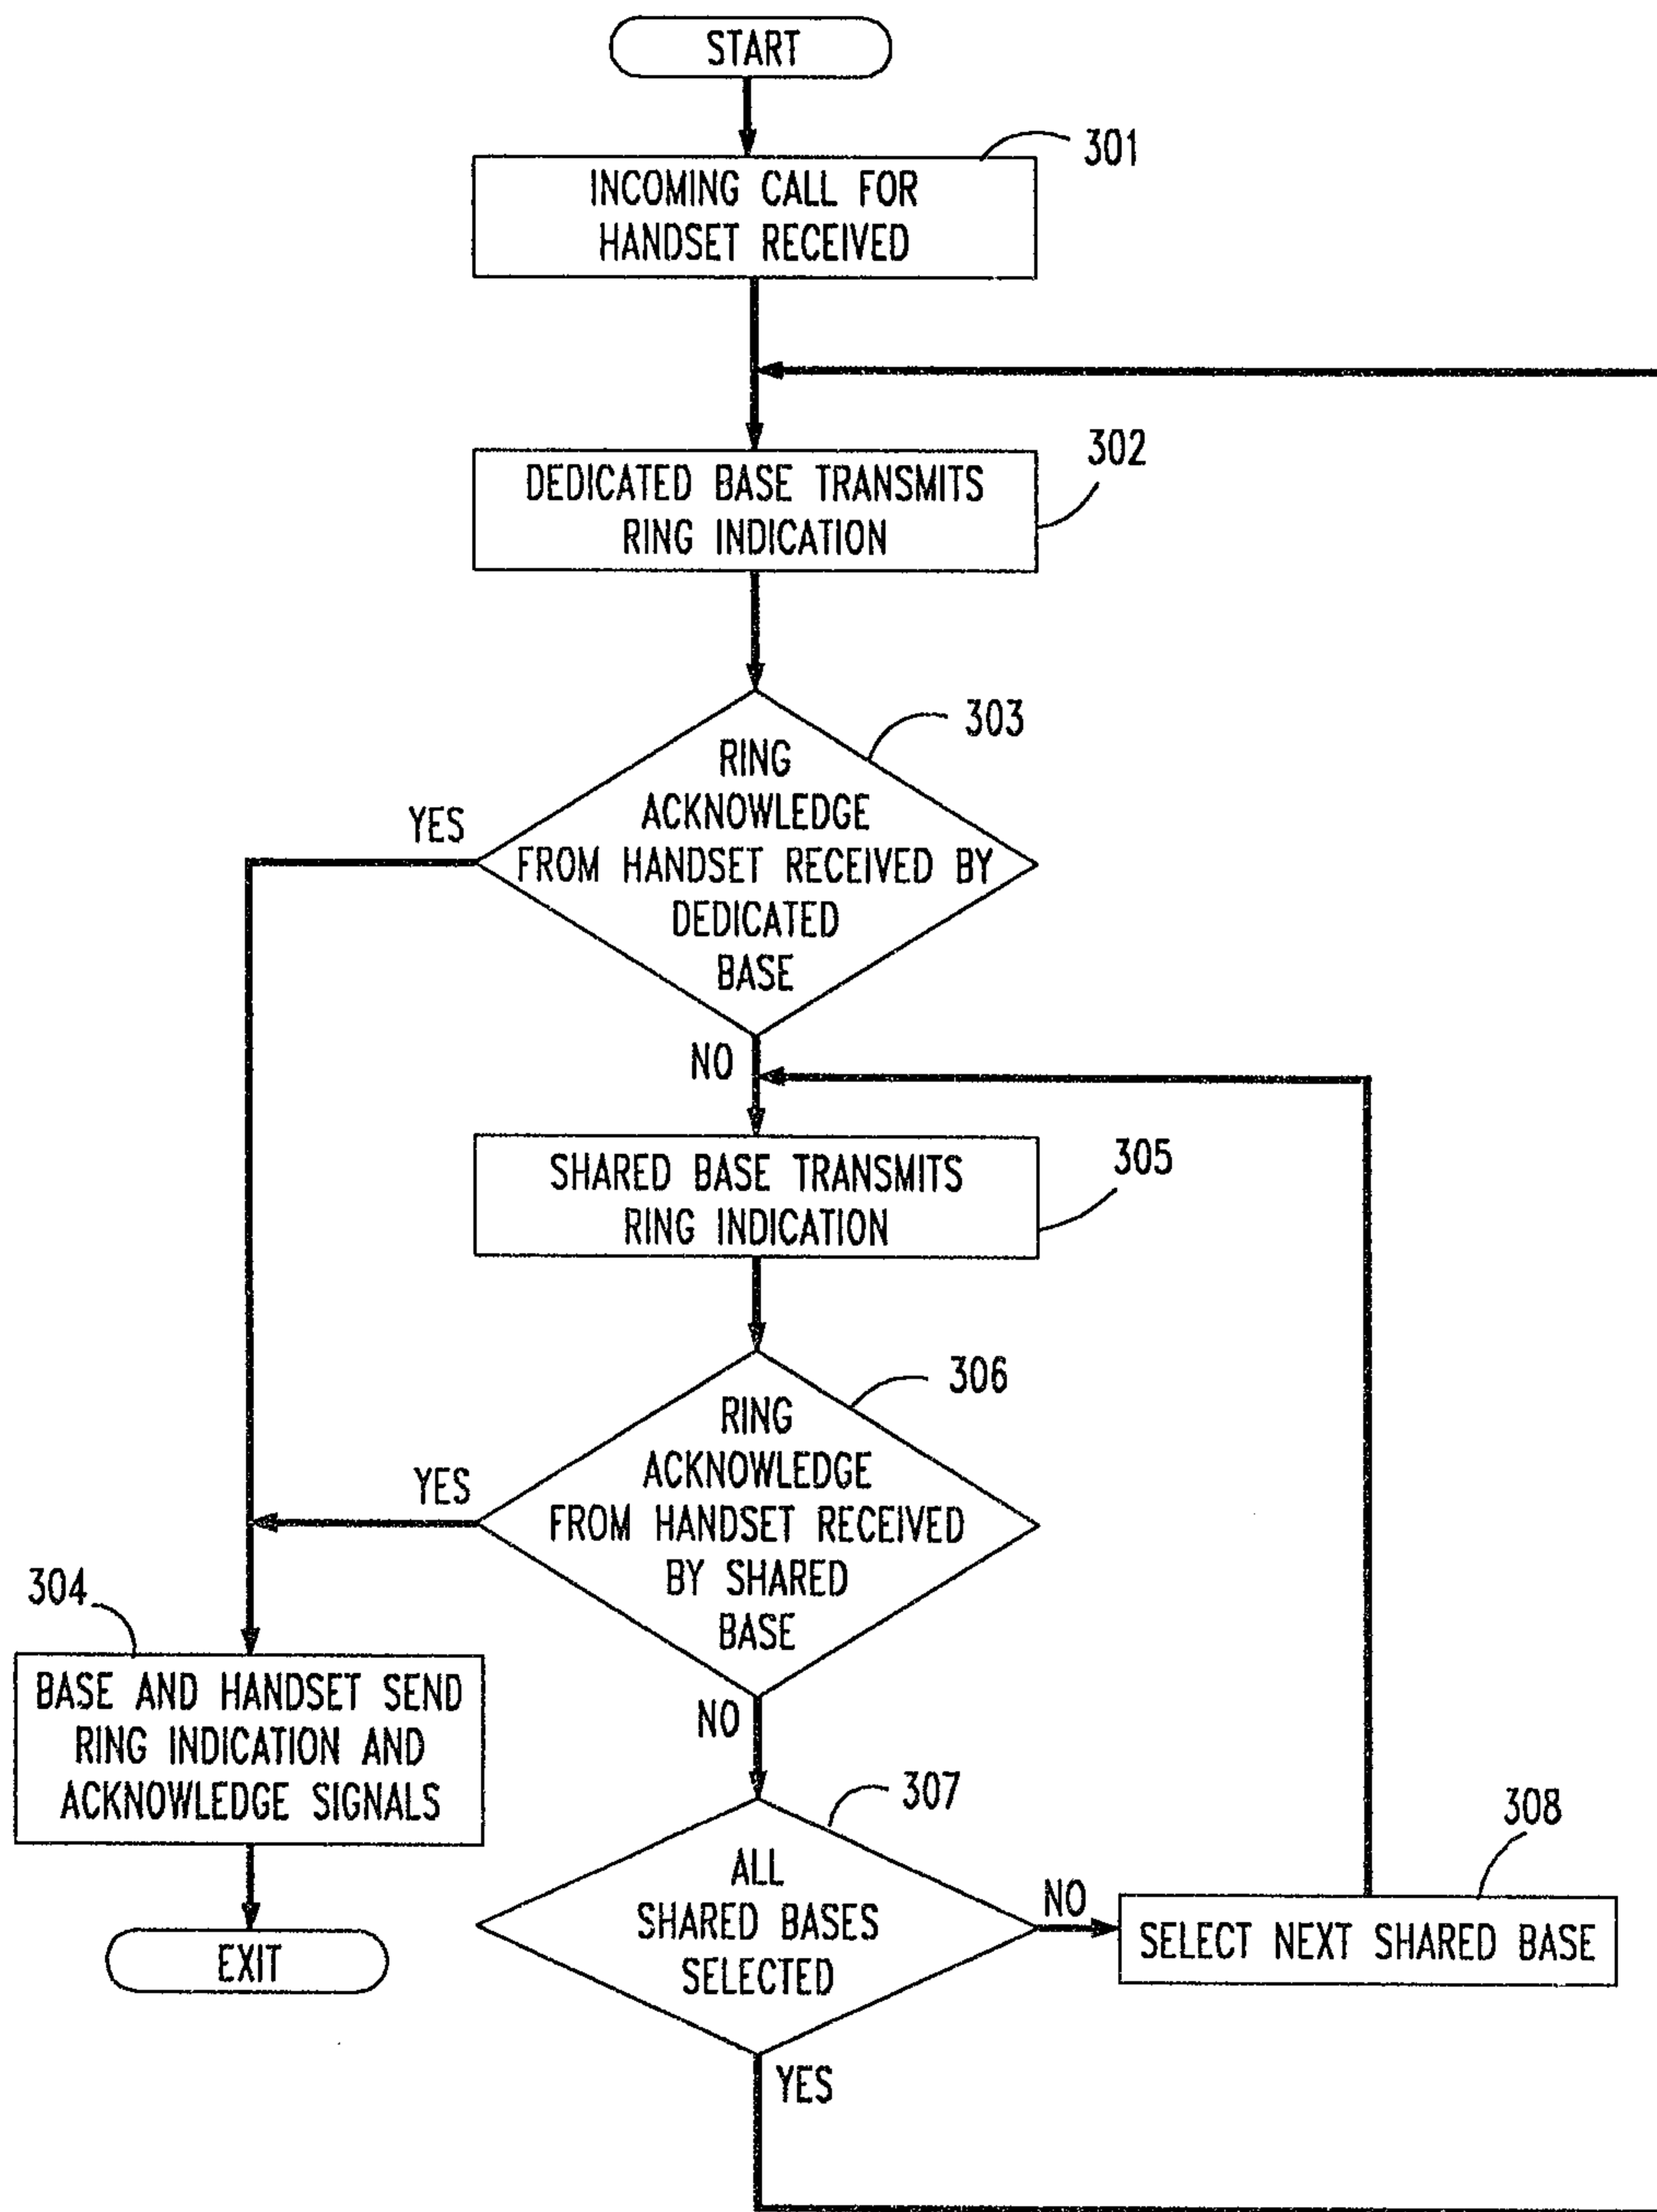 START
301
INCOMING CALL FOR
HANDSET RECEIVED
302
DEDICATED BASE TRANSMITS
RING INDICATION
303
RING
ACKNOWLEDGE
FROM HANDSET RECEIVED BY
DEDICATED
BASE
YES
NO
305
SHARED BASE TRANSMITS
RING INDICATION
306
RING
ACKNOWLEDGE
FROM HANDSET RECEIVED
BY SHARED
BASE
YES
NO
304
BASE AND HANDSET SEND
RING INDICATION AND
ACKNOWLEDGE SIGNALS
EXIT
307
ALL
SHARED BASES
SELECTED
NO
308
SELECT NEXT SHARED BASE
YES